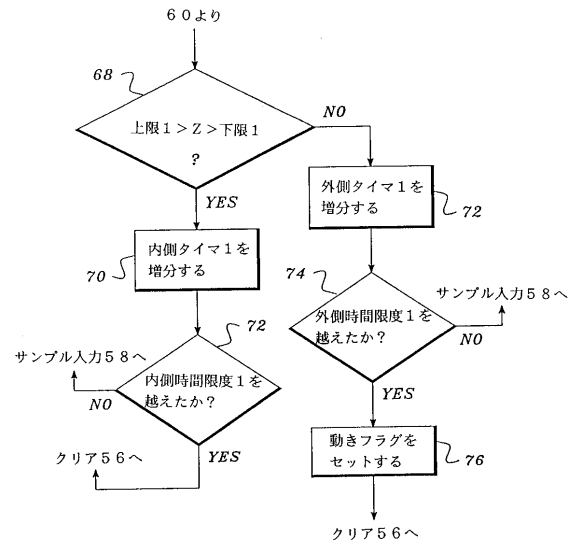 60より
68
上限1>Z>下限1
?
NO
YES
外側タイマ1を
増分する
72
内側タイマ1を
増分する
70
74
外側時間限度1を
越えたか?
サンプル入力58へ
NO
YES
72
内側時間限度1を
越えたか?
サンプル入力58へ
NO
YES
クリア56へ
動きフラグを
セットする
76
クリア56へ